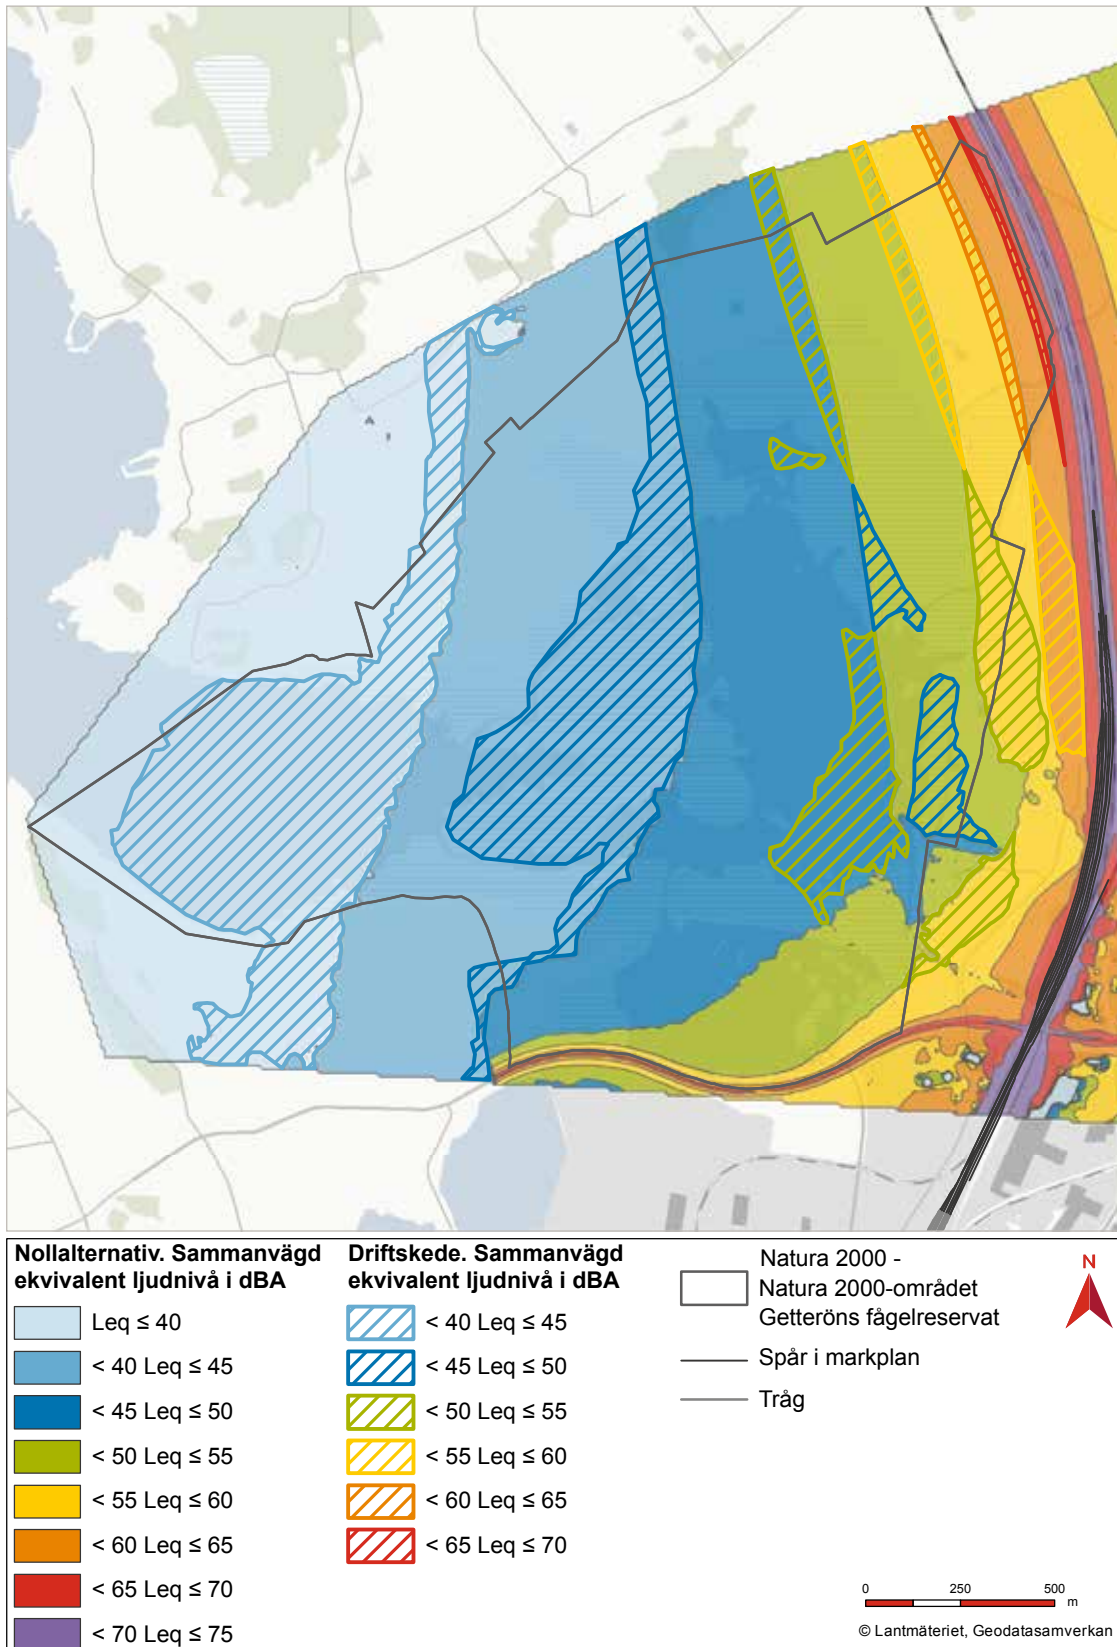 Nollalternativ. Sammanvägd
ekvivalent ljudnivå i dBA
Leq ≤ 40
< 40 Leq ≤ 45
< 45 Leq ≤ 50
< 50 Leq ≤ 55
< 55 Leq ≤ 60
< 60 Leq ≤ 65
< 65 Leq ≤ 70
< 70 Leq ≤ 75
Driftskede. Sammanvägd
ekvivalent ljudnivå i dBA
< 40 Leq ≤ 45
< 45 Leq ≤ 50
< 50 Leq ≤ 55
< 55 Leq ≤ 60
< 60 Leq ≤ 65
< 65 Leq ≤ 70
Natura 2000 -
Natura 2000-området
Getteröns fågelreservat
Spår i markplan
Tråg
N
0 250 500
m
© Lantmäteriet, Geodatasamverkan